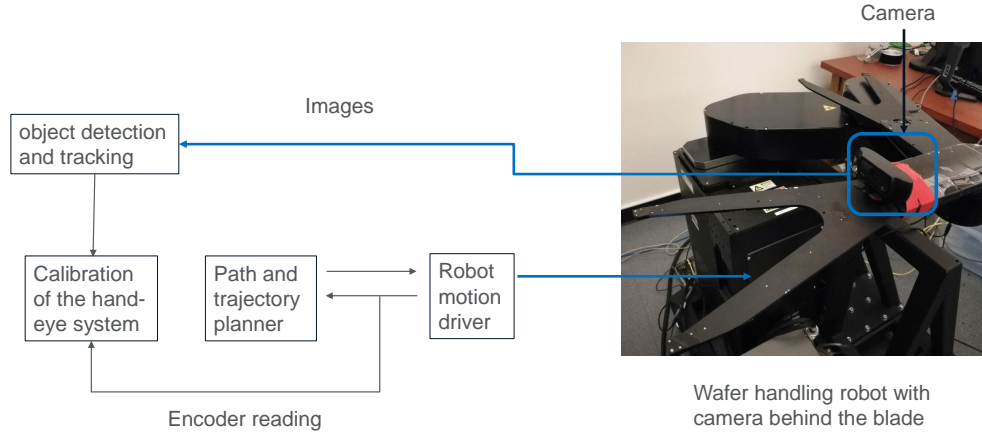 Camera
Images
object detection
and tracking
Calibration
of the hand-
eye system
Path and
trajectory
planner
Robot
motion
driver
Encoder reading
Wafer handling robot with
camera behind the blade